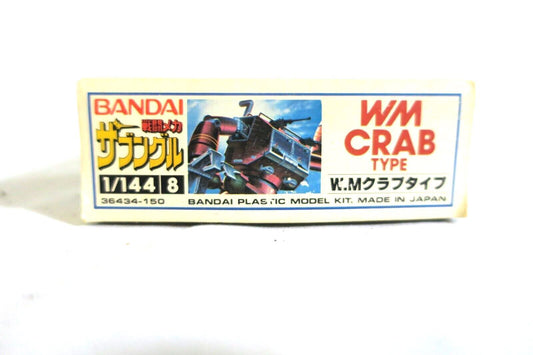 BANDAI
戦闘メカ
ザブングル
1/144 8
36434-150
WM
CRAB
TYPE
W.Mクラブタイプ
BANDAI PLASTIC MODEL KIT. MADE IN JAPAN